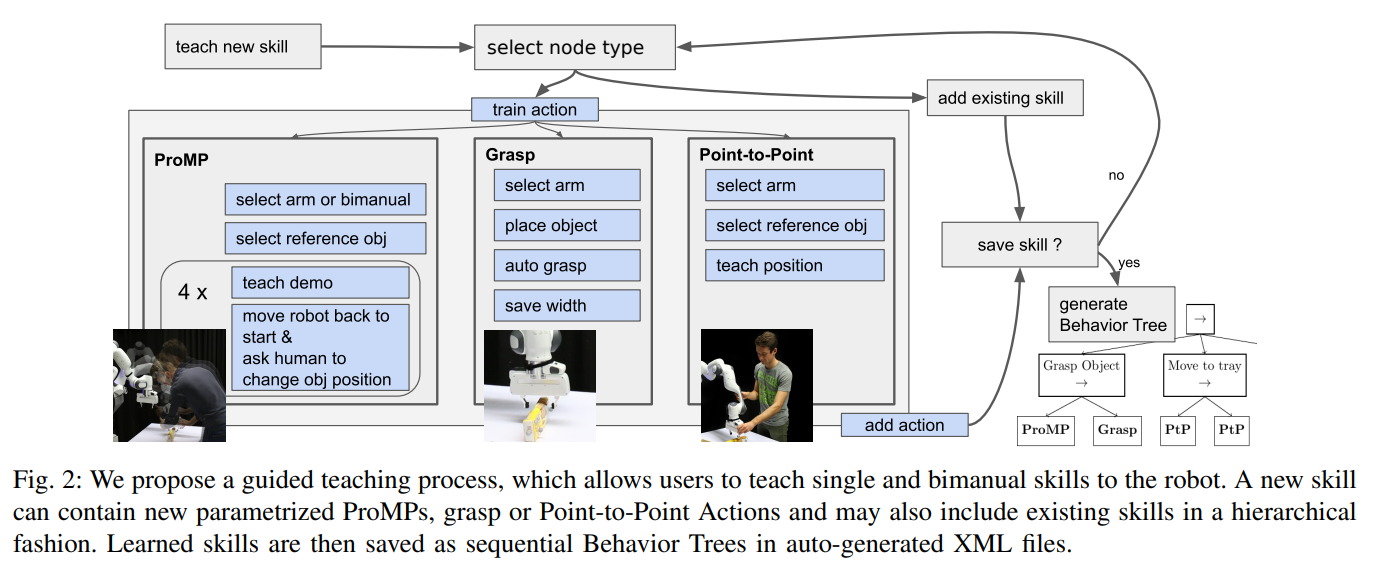 teach new skill
select node type
train action
add existing skill
ProMP
select arm or bimanual
select reference obj
4 x
teach demo
move robot back to
start &
ask human to
change obj position
Grasp
select arm
place object
auto grasp
save width
Point-to-Point
select arm
select reference obj
teach position
add action
no
save skill ?
yes
generate
Behavior Tree
→
Grasp Object
→
Move to tray
→
ProMP
Grasp
PtP
PtP
Fig. 2: We propose a guided teaching process, which allows users to teach single and bimanual skills to the robot. A new skill
can contain new parametrized ProMPs, grasp or Point-to-Point Actions and may also include existing skills in a hierarchical
fashion. Learned skills are then saved as sequential Behavior Trees in auto-generated XML files.